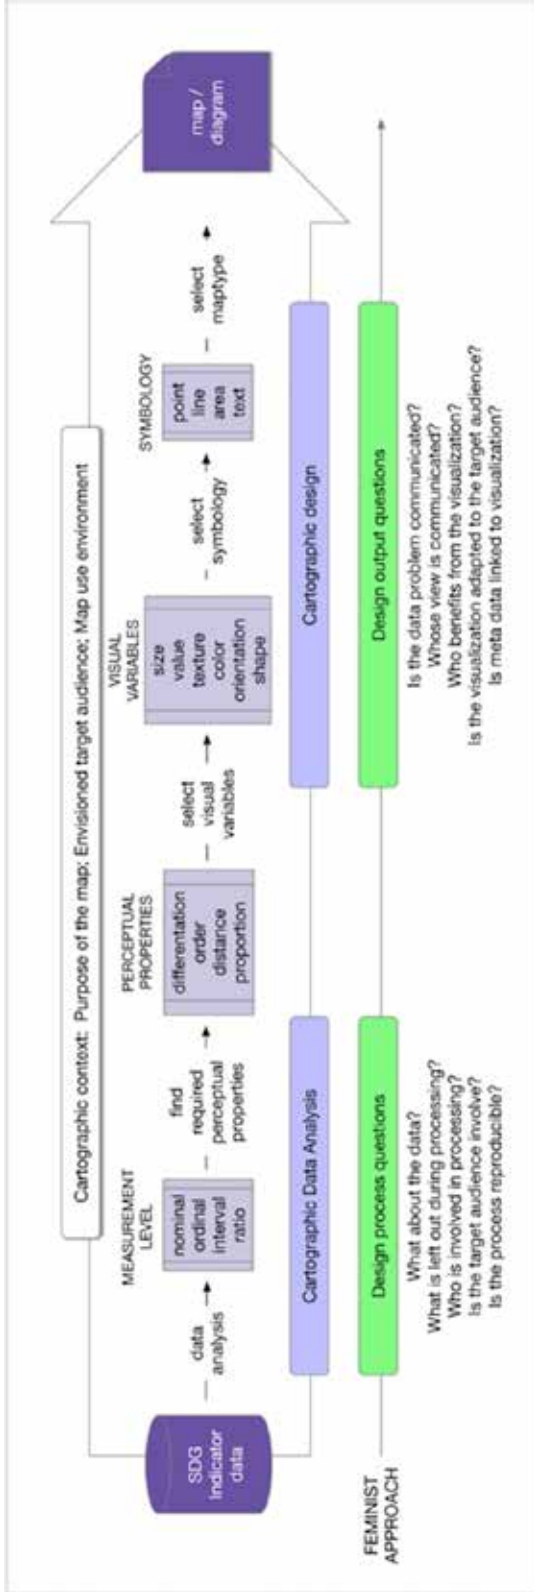 Cartographic context: Purpose of the map; Envisioned target audience; Map use environment
SDG
Indicator
data
data
analysis
MEASUREMENT
LEVEL
nominal
ordinal
interval
ratio
find
required
perceptual
properties
PERCEPTUAL
PROPERTIES
differentation
order
distance
proportion
select
visual
variables
VISUAL
VARIABLES
size
value
texture
color
orientation
shape
select
symbology
SYMBOLOGY
point
line
area
text
select
maptype
map /
diagram
Cartographic Data Analysis
Cartographic design
FEMINIST
APPROACH
Design process questions
What about the data?
What is left out during processing?
Who is involved in processing?
Is the target audience involve?
Is the process reproducible?
Design output questions
Is the data problem communicated?
Whose view is communicated?
Who benefits from the visualization?
Is the visualization adapted to the target audience?
Is meta data linked to visualization?